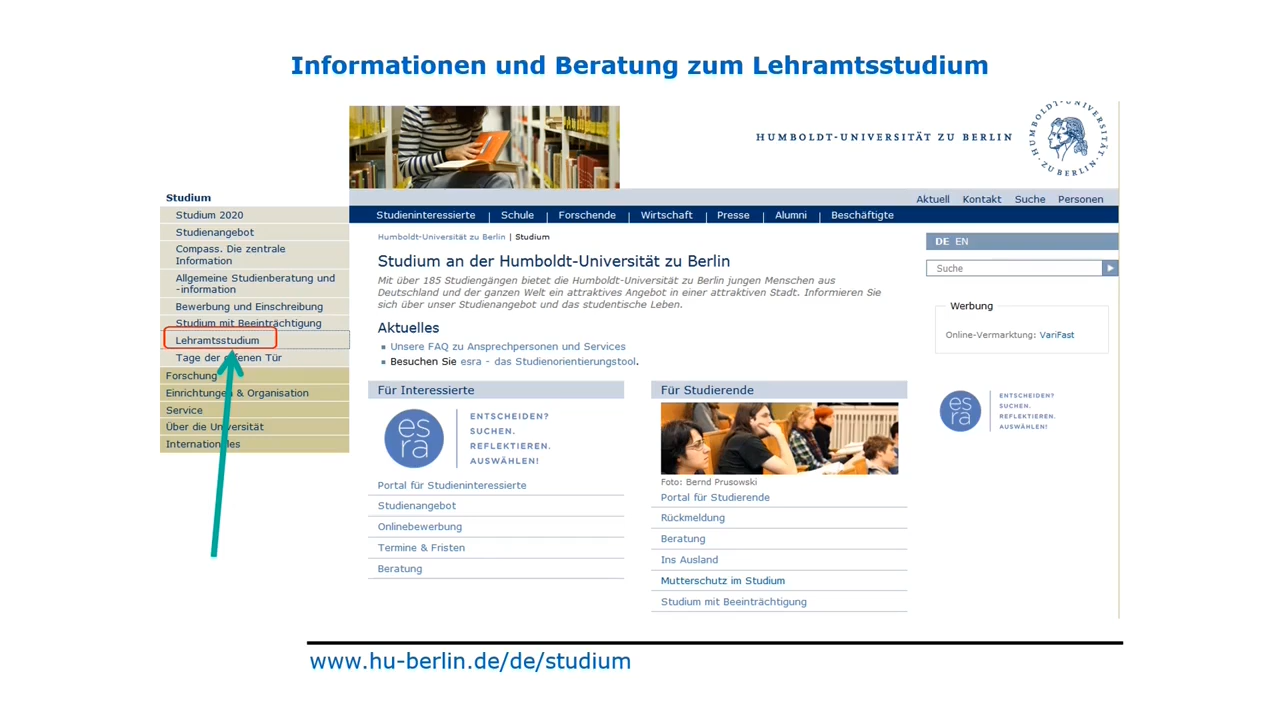 Informationen und Beratung zum Lehramtsstudium
HUMBOLDT-UNIVERSITÄT ZU BERLIN
HUMBOLDT-UNIVERSITÄT ZU BERLIN
Aktuell Kontakt Suche Personen
Studieninteressierte | Schule | Forschende | Wirtschaft | Presse | Alumni | Beschäftigte
Studium
Studium 2020
Studienangebot
Compass. Die zentrale
Information
Allgemeine Studienberatung und
-information
Bewerbung und Einschreibung
Studium mit Beeinträchtigung
Lehramtsstudium
Tage der offenen Tür
Forschung
Einrichtungen & Organisation
Service
Über die Universität
Internationales
Humboldt-Universität zu Berlin | Studium
Studium an der Humboldt-Universität zu Berlin
Mit über 185 Studiengängen bietet die Humboldt-Universität zu Berlin jungen Menschen aus
Deutschland und der ganzen Welt ein attraktives Angebot in einer attraktiven Stadt. Informieren Sie
sich über unser Studienangebot und das studentische Leben.
Aktuelles
Unsere FAQ zu Ansprechpersonen und Services
Besuchen Sie esra - das Studienorientierungstool.
Für Interessierte
esra
ENTSCHEIDEN?
SUCHEN.
REFLEKTIEREN.
AUSWÄHLEN!
Portal für Studieninteressierte
Studienangebot
Onlinebewerbung
Termine & Fristen
Beratung
Für Studierende
Foto: Bernd Prusowski
Portal für Studierende
Rückmeldung
Beratung
Ins Ausland
Mutterschutz im Studium
Studium mit Beeinträchtigung
DE EN
Suche
Werbung
Online-Vermarktung: VariFast
esra
ENTSCHEIDEN?
SUCHEN.
REFLEKTIEREN.
AUSWÄHLEN!
www.hu-berlin.de/de/studium